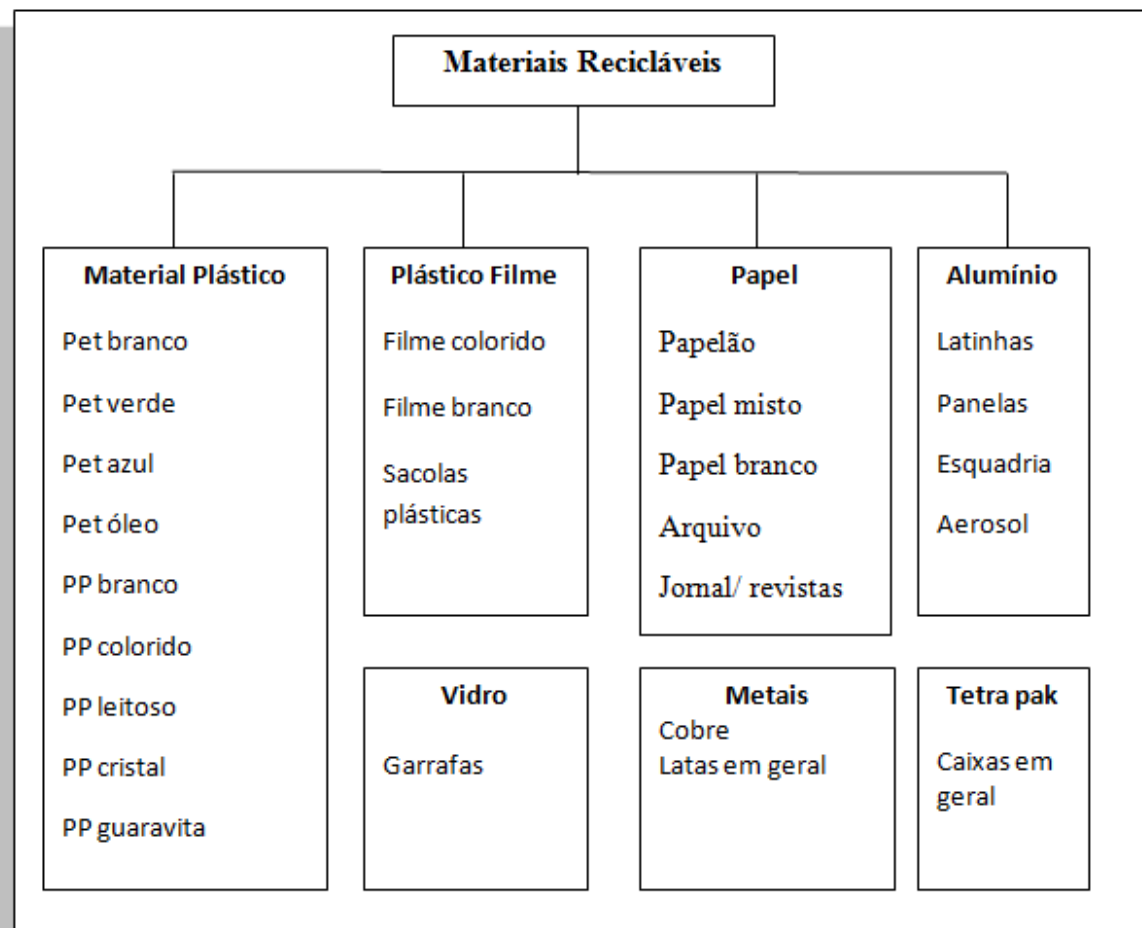 Materiais Recicláveis
Material Plástico
Pet branco
Pet verde
Pet azul
Pet óleo
PP branco
PP colorido
PP leitoso
PP cristal
PP guaravita
Plástico Filme
Filme colorido
Filme branco
Sacolas
plásticas
Papel
Papelão
Papel misto
Papel branco
Arquivo
Jornal/ revistas
Alumínio
Latinhas
Panelas
Esquadria
Aerosol
Vidro
Garrafas
Metais
Cobre
Latas em geral
Tetra pak
Caixas em
geral